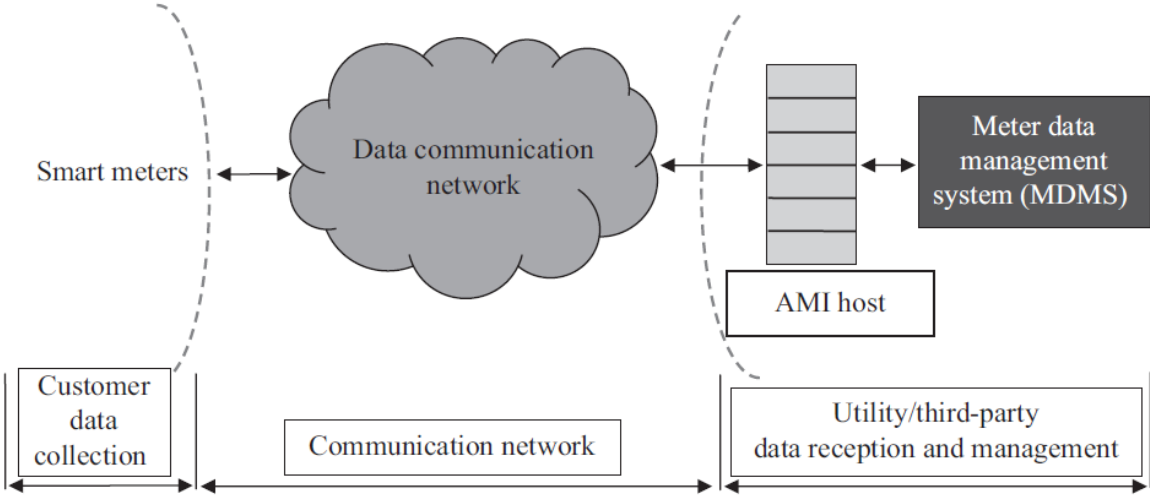 Smart meters
Data communication
network
Meter data
management
system (MDMS)
AMI host
Customer
data
collection
Communication network
Utility/third-party
data reception and management